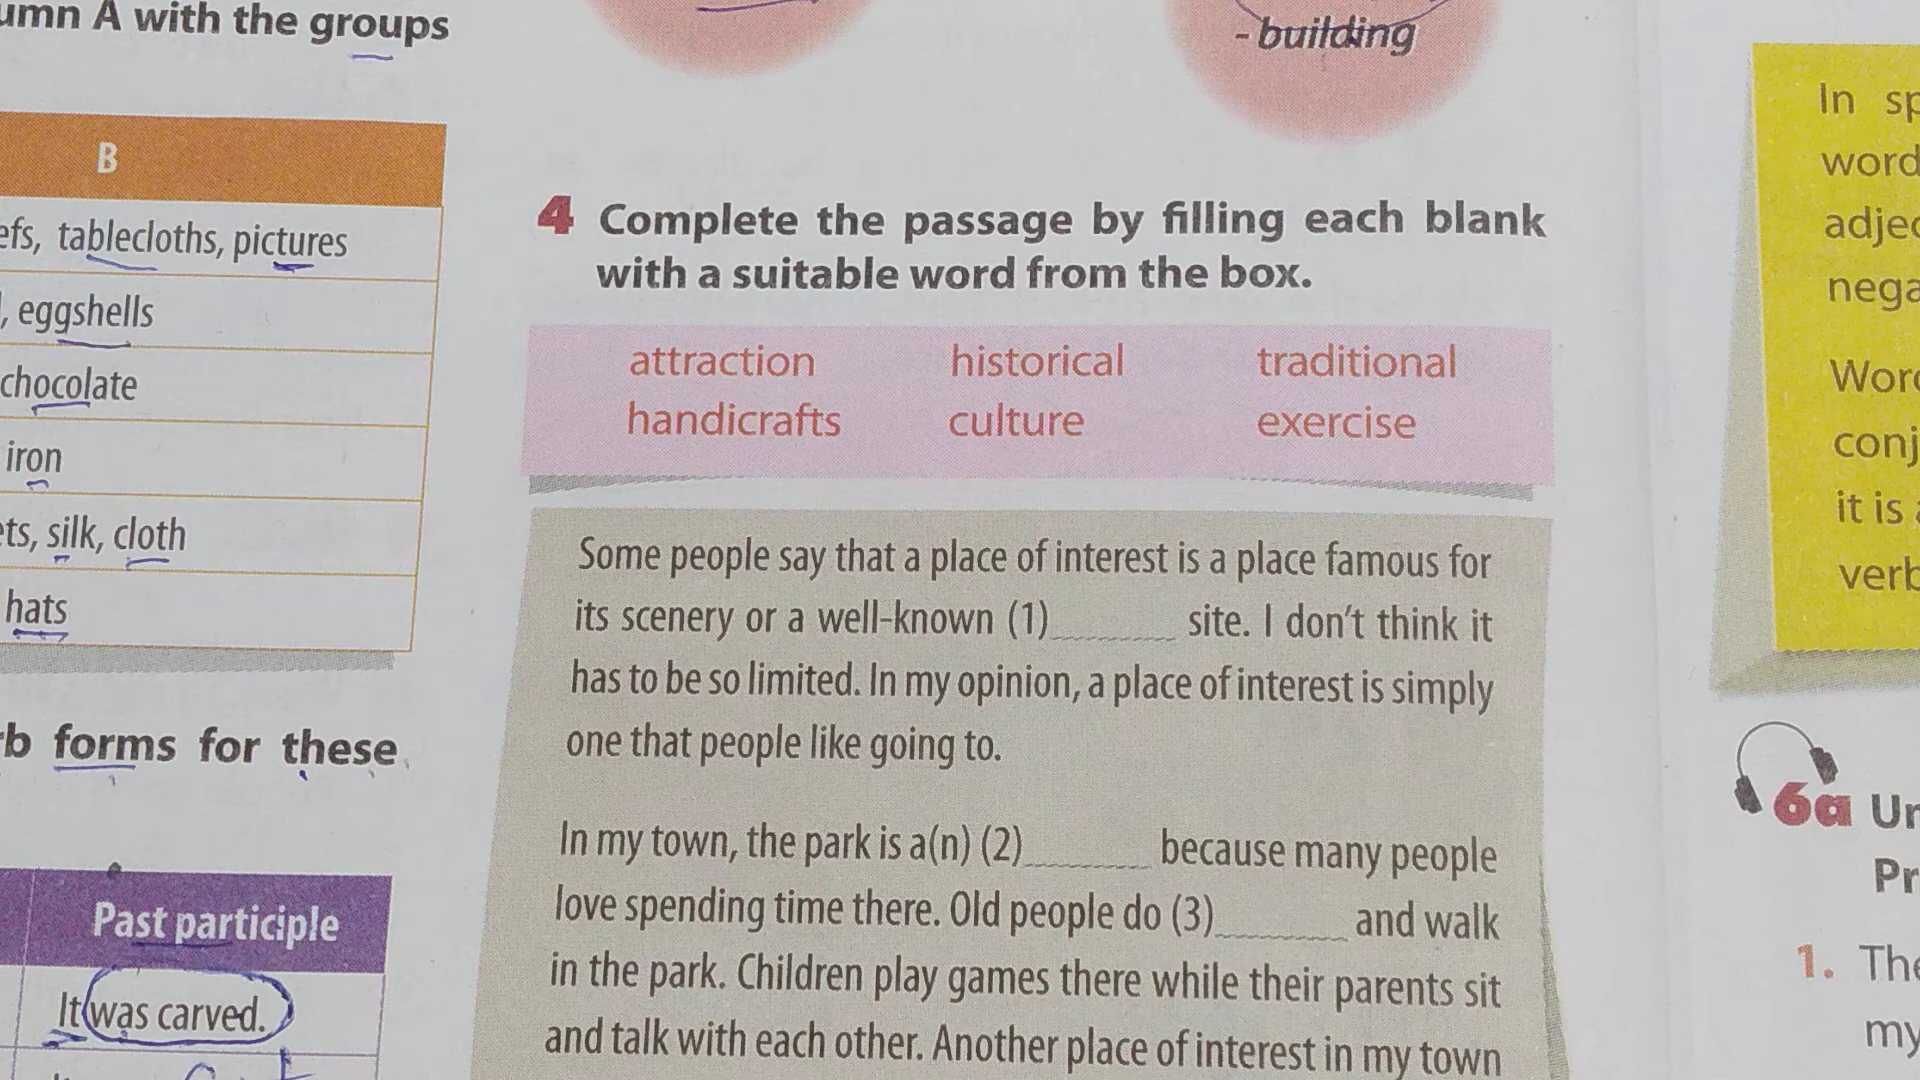 umn A with the groups
B
efs, tablecloths, pictures
, eggshells
chocolate
iron
ets, silk, cloth
hats
b forms for these
Past participle
It was carved.
- building
4 Complete the passage by filling each blank
with a suitable word from the box.
attraction historical traditional
handicrafts culture exercise
Some people say that a place of interest is a place famous for
its scenery or a well-known (1)________ site. I don't think it
has to be so limited. In my opinion, a place of interest is simply
one that people like going to.
In my town, the park is a(n) (2)________ because many people
love spending time there. Old people do (3)________ and walk
in the park. Children play games there while their parents sit
and talk with each other. Another place of interest in my town
In sp
word
adjec
nega
Word
conj
it is
verb
6a Un
Pr
1. The
my